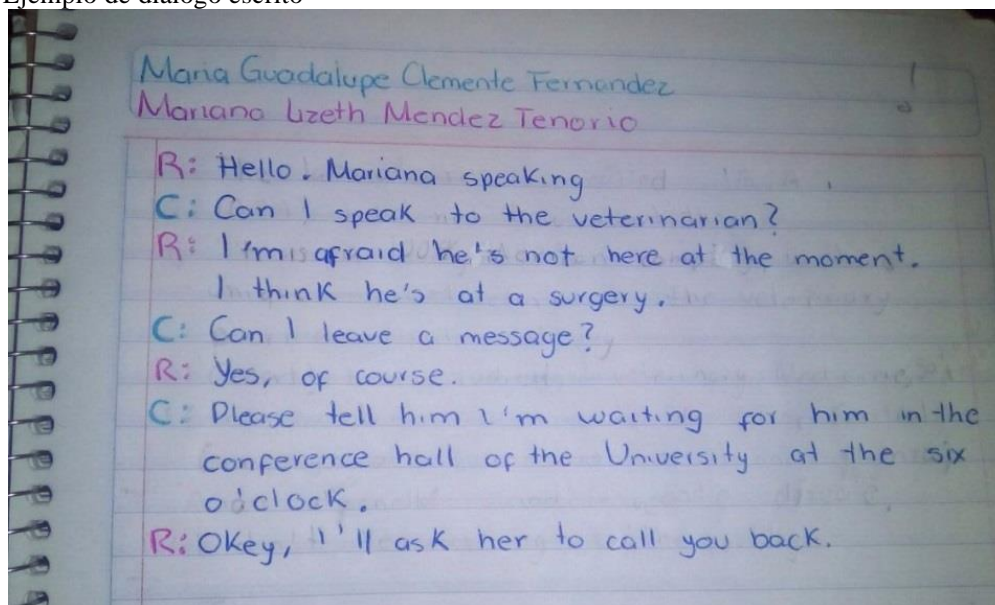 Ejemplo de diálogo escrito
Maria Guadalupe Clemente Fernandez
Mariana Lizeth Mendez Tenorio
R: Hello. Mariana speaking
C: Can I speak to the veterinarian?
R: I'm afraid he's not here at the moment.
I think he's at a surgery.
C: Can I leave a message?
R: Yes, of course.
C: Please tell him I'm waiting for him in the
conference hall of the University at the six
o'clock.
R: Okey, I'll ask her to call you back.